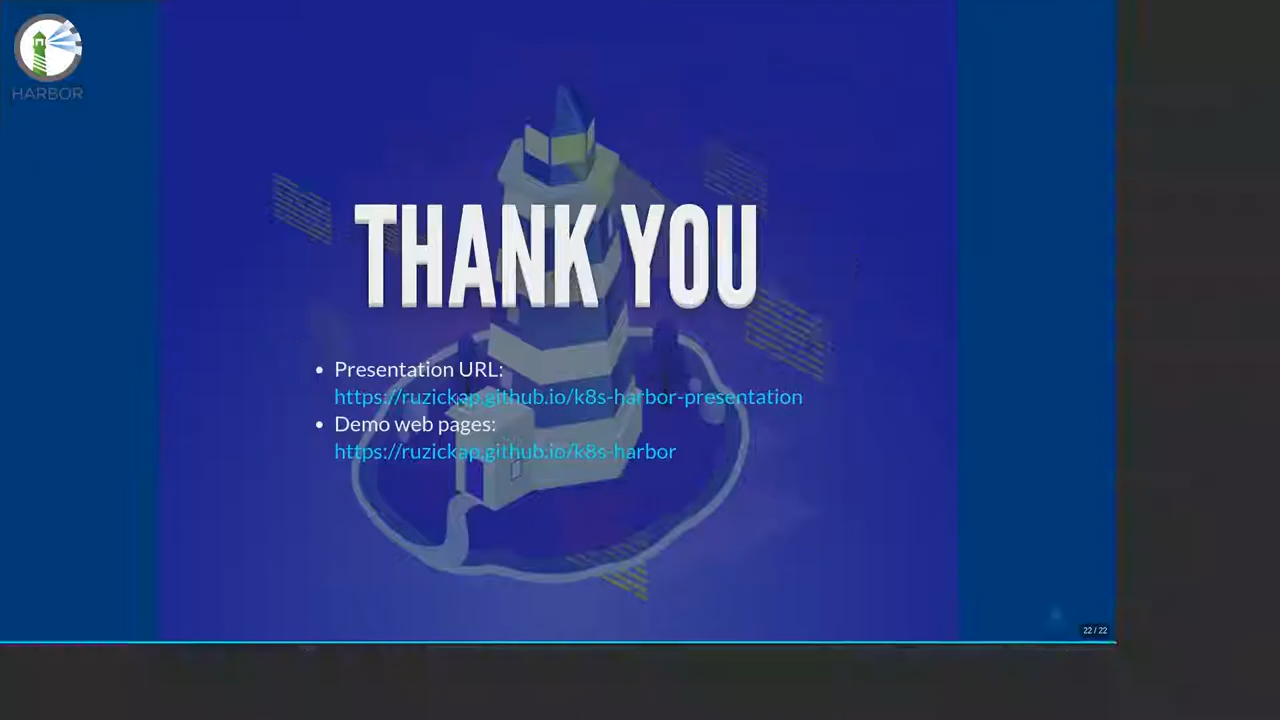 HARBOR
THANK YOU
• Presentation URL:
https://ruzickap.github.io/k8s-harbor-presentation
• Demo web pages:
https://ruzickap.github.io/k8s-harbor
22 / 22